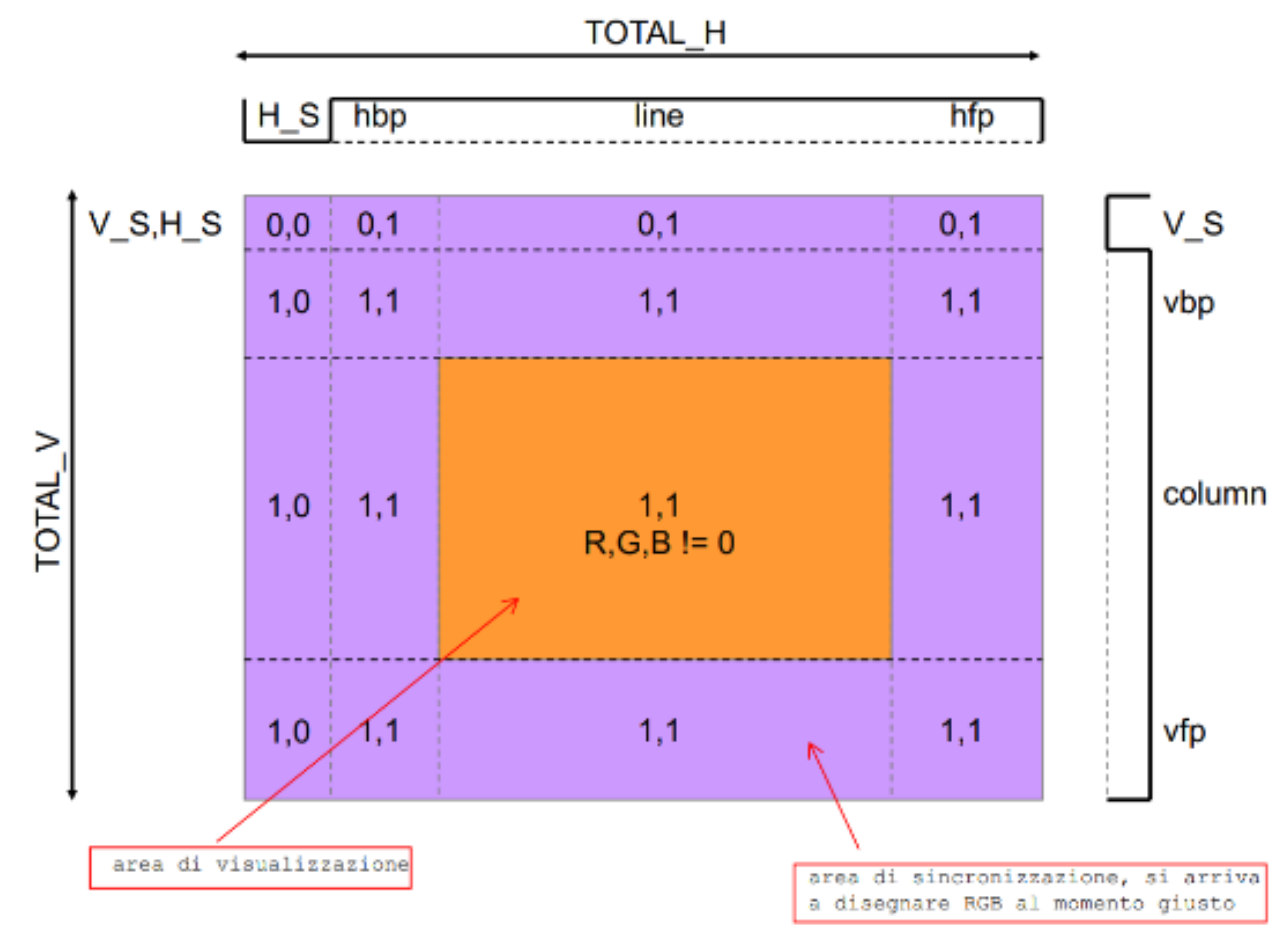 TOTAL_H
H_S hbp line hfp
V_S,H_S 0,0 0,1 0,1 0,1 V_S
1,0 1,1 1,1 1,1 vbp
TOTAL_V
1,0 1,1 1,1 1,1 column
R,G,B != 0
1,0 1,1 1,1 1,1 vfp
area di visualizzazione
area di sincronizzazione, si arriva
a disegnare RGB al momento giusto